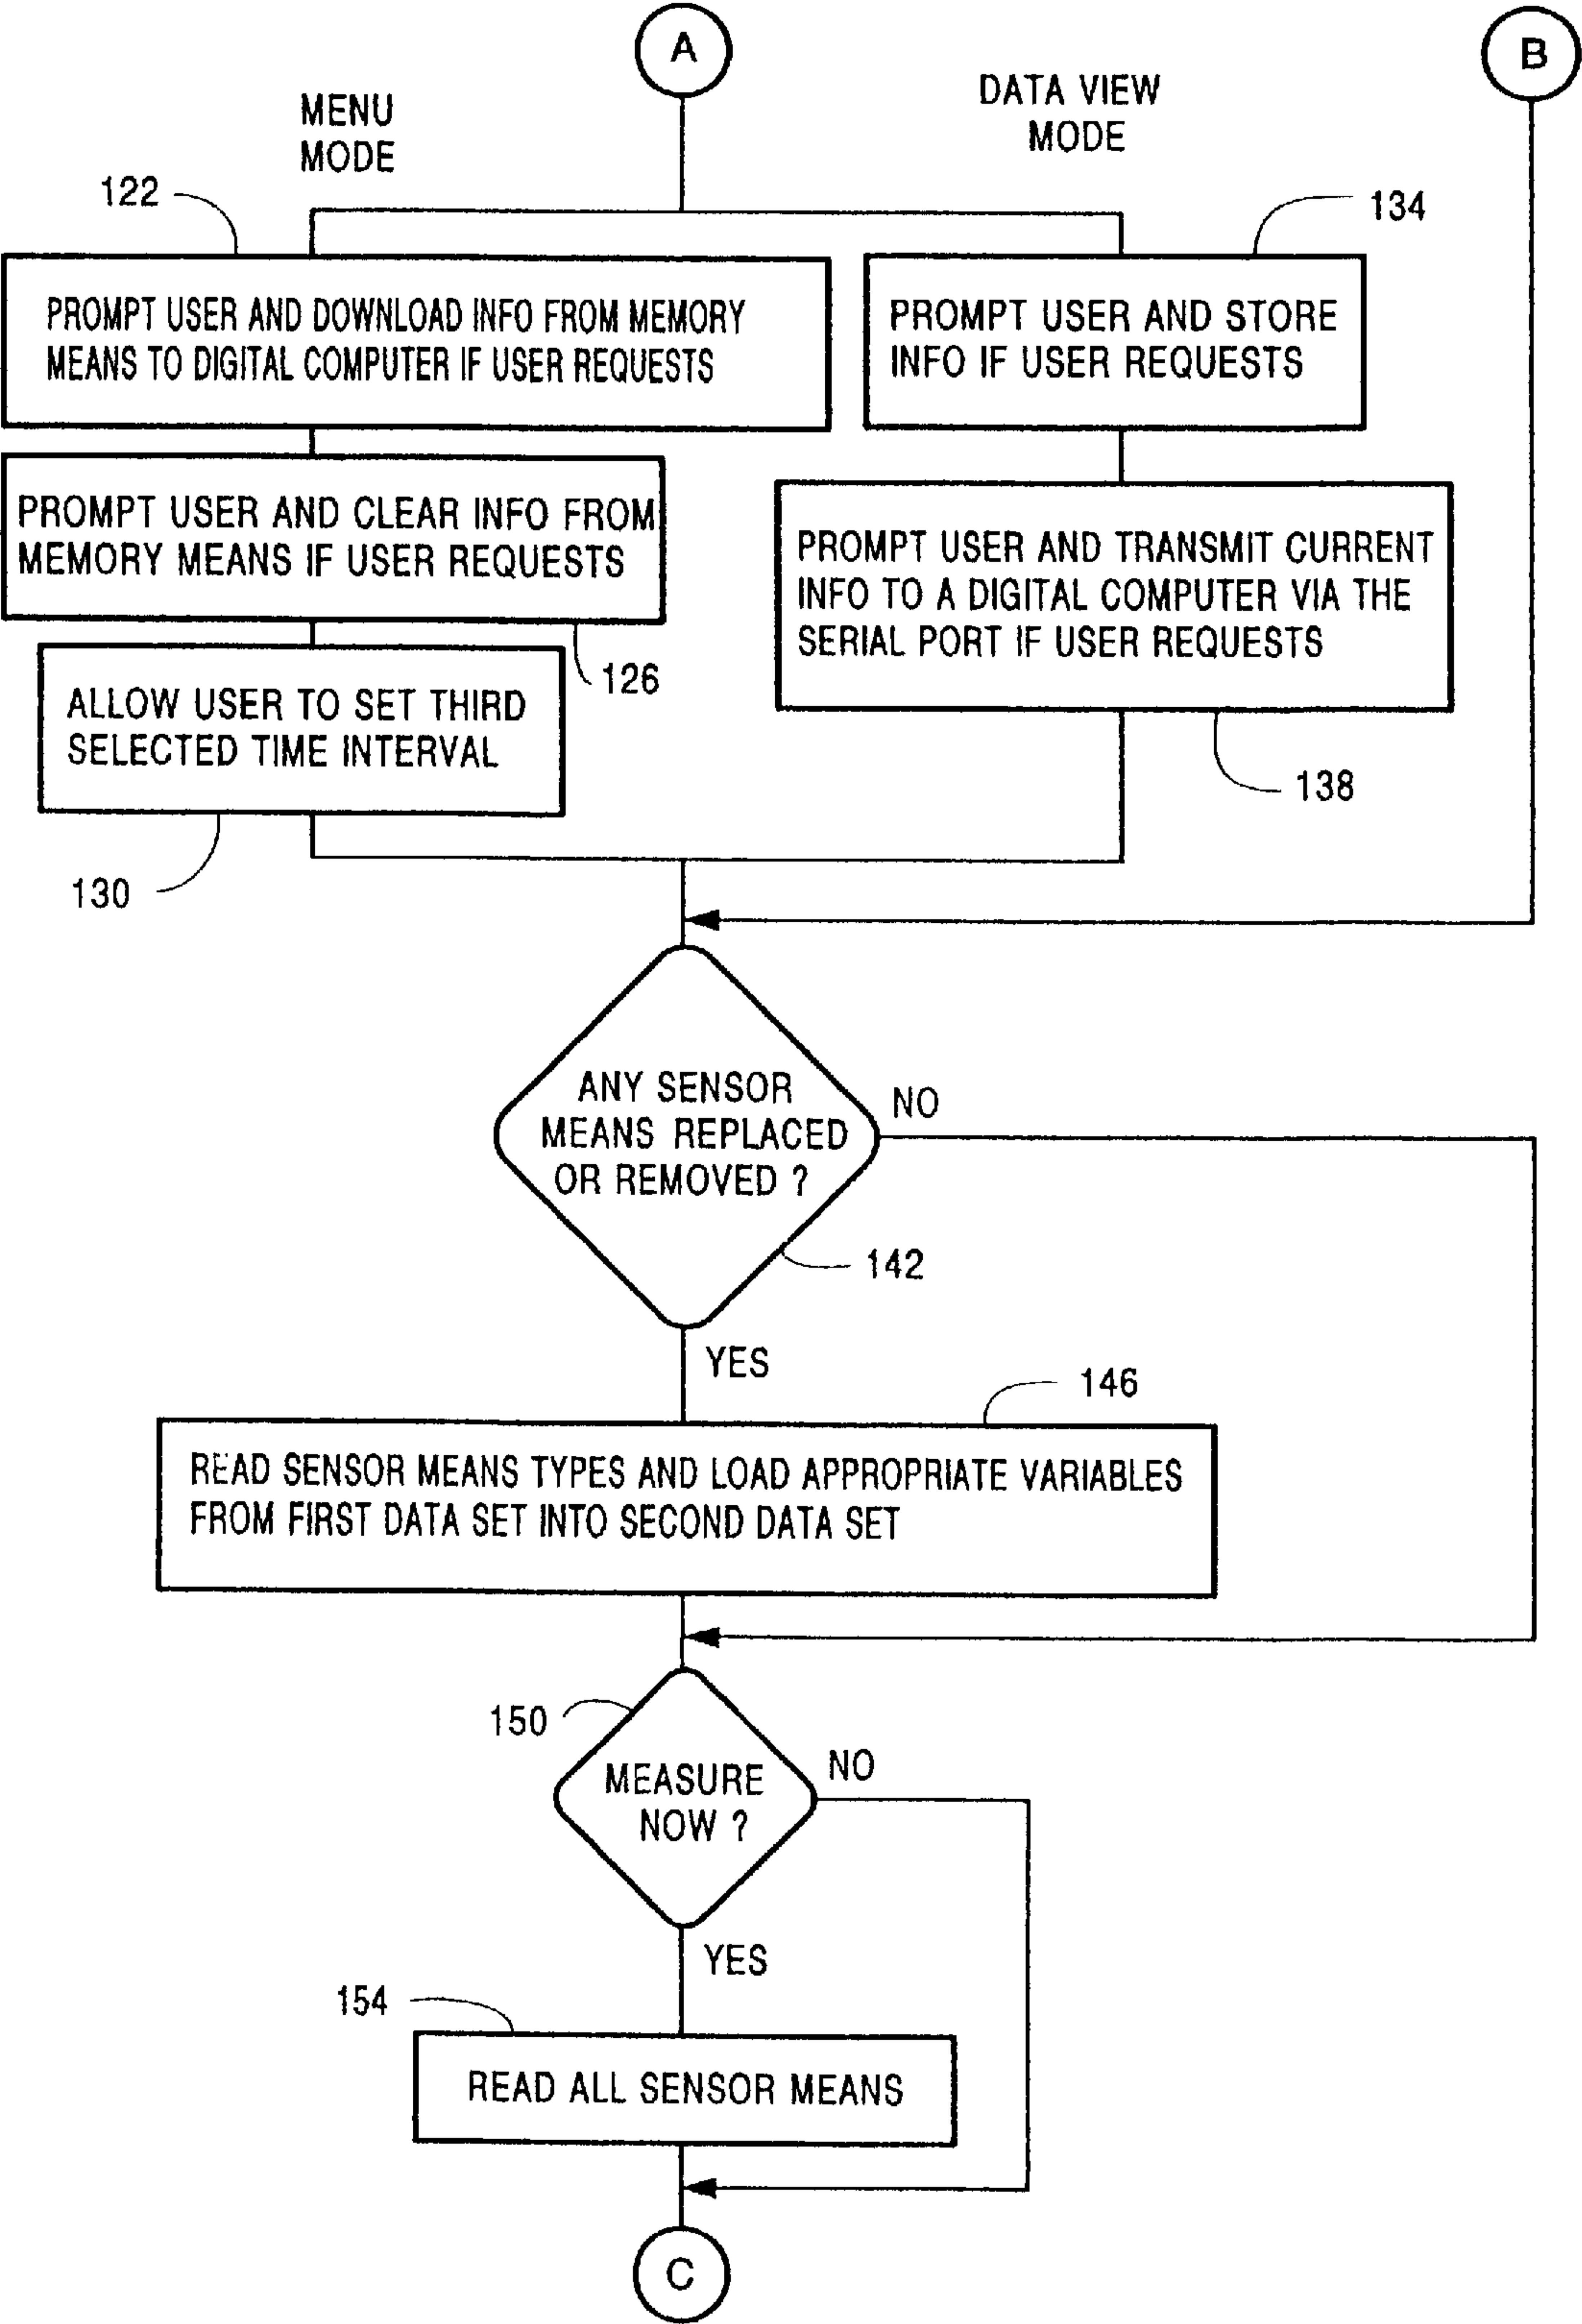 A
B
MENU
MODE
DATA VIEW
MODE
122
134
PROMPT USER AND DOWNLOAD INFO FROM MEMORY
MEANS TO DIGITAL COMPUTER IF USER REQUESTS
PROMPT USER AND STORE
INFO IF USER REQUESTS
PROMPT USER AND CLEAR INFO FROM
MEMORY MEANS IF USER REQUESTS
126
PROMPT USER AND TRANSMIT CURRENT
INFO TO A DIGITAL COMPUTER VIA THE
SERIAL PORT IF USER REQUESTS
138
ALLOW USER TO SET THIRD
SELECTED TIME INTERVAL
130
ANY SENSOR
MEANS REPLACED
OR REMOVED ?
NO
142
YES
146
READ SENSOR MEANS TYPES AND LOAD APPROPRIATE VARIABLES
FROM FIRST DATA SET INTO SECOND DATA SET
150
MEASURE
NOW ?
NO
YES
154
READ ALL SENSOR MEANS
C